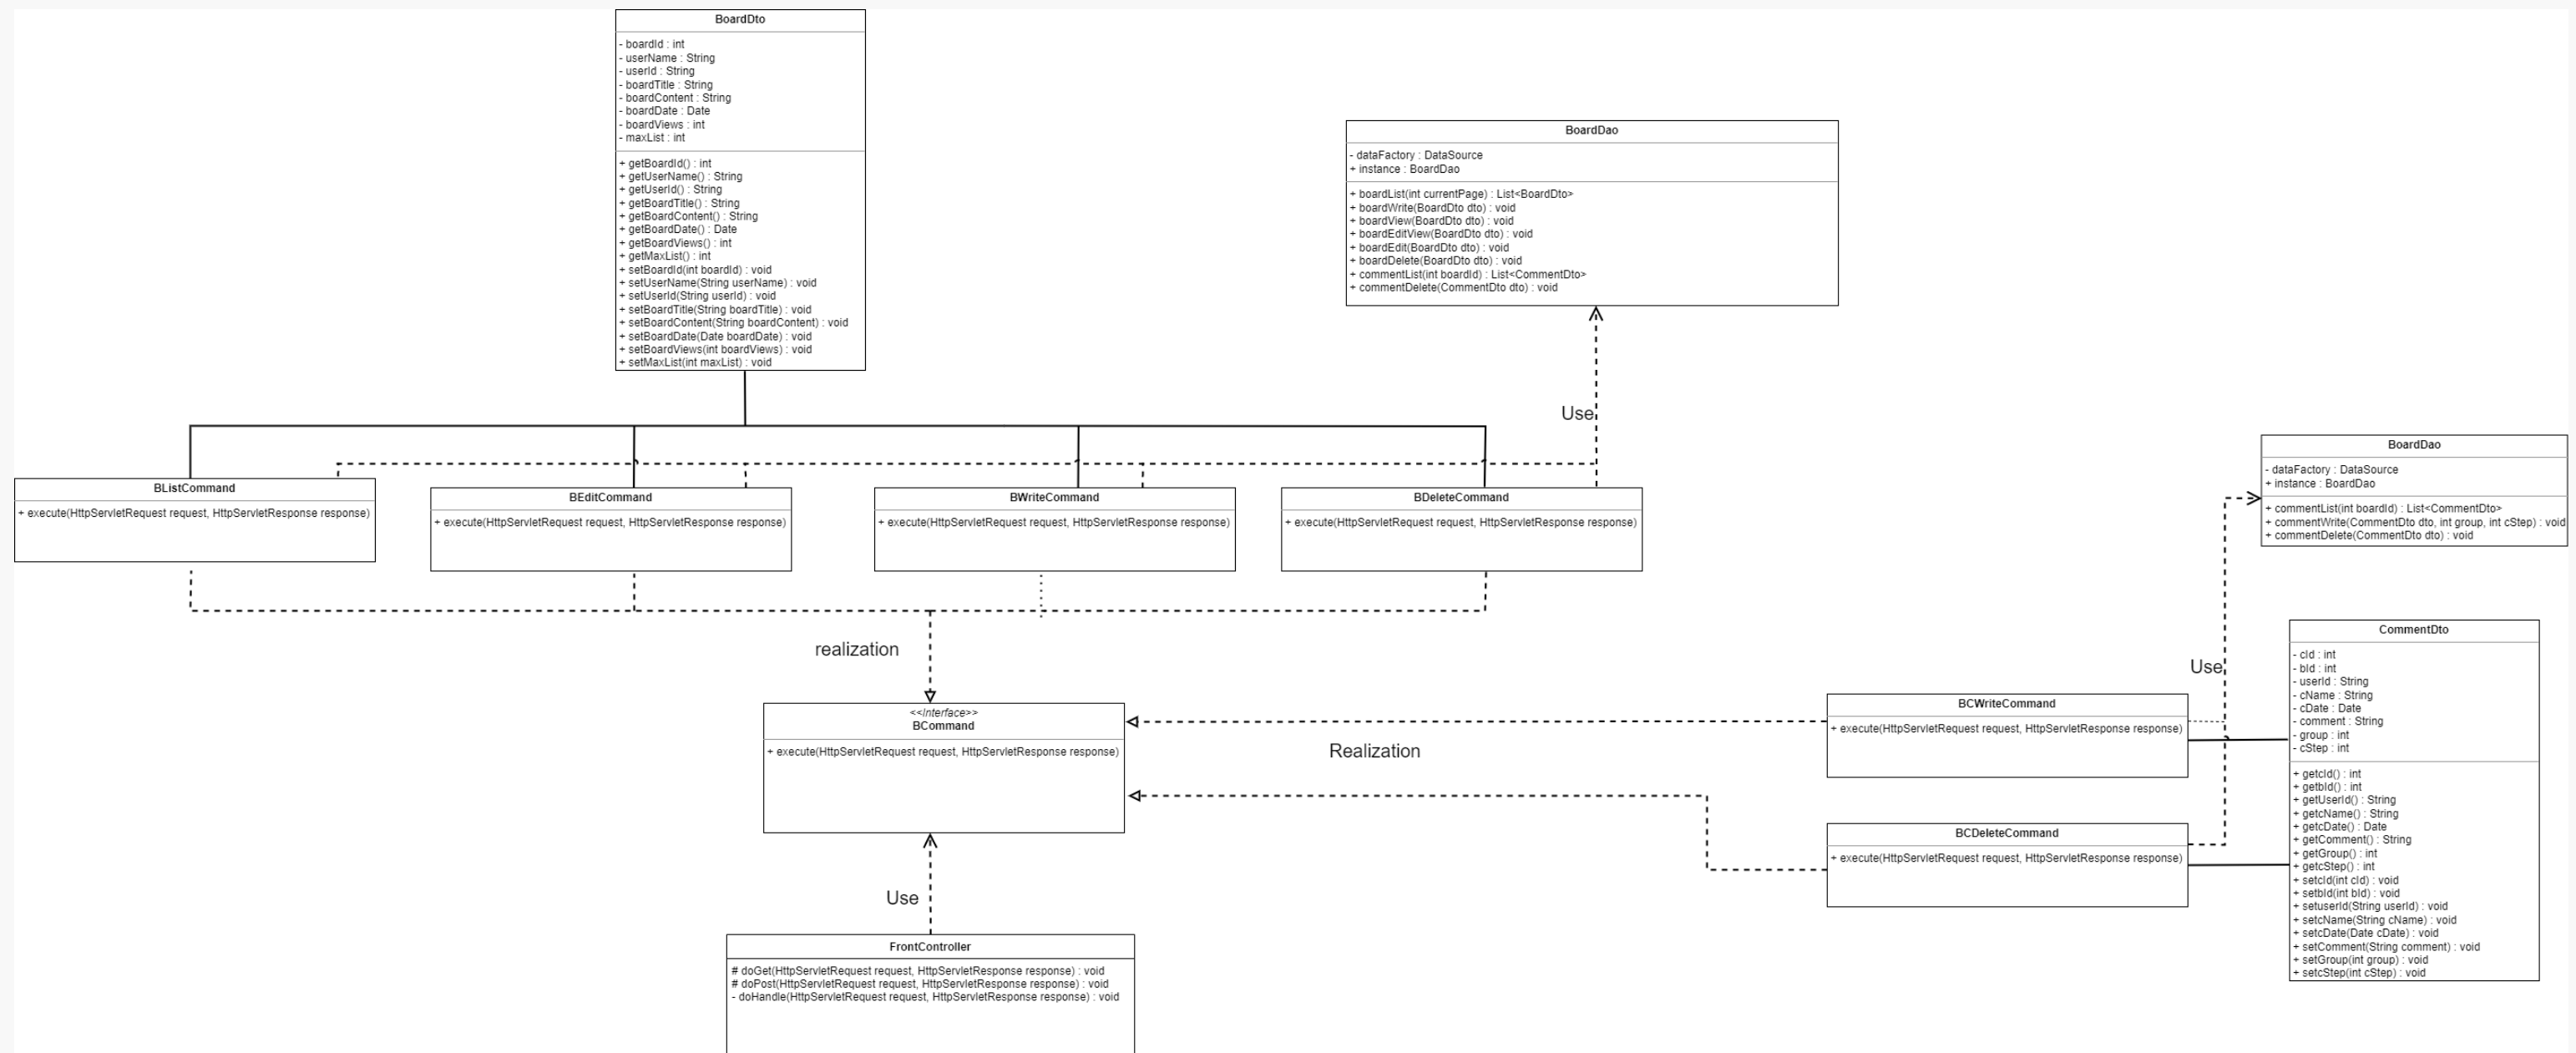 BoardDto
- boardId : int
- userName : String
- userId : String
- boardTitle : String
- boardContent : String
- boardDate : Date
- boardViews : int
- maxList : int
+ getBoardId() : int
+ getUserName() : String
+ getUserId() : String
+ getBoardTitle() : String
+ getBoardContent() : String
+ getBoardDate() : Date
+ getBoardViews() : int
+ getMaxList() : int
+ setBoardId(int boardId) : void
+ setUserName(String userName) : void
+ setUserId(String userId) : void
+ setBoardTitle(String boardTitle) : void
+ setBoardContent(String boardContent) : void
+ setBoardDate(Date boardDate) : void
+ setBoardViews(int boardViews) : void
+ setMaxList(int maxList) : void
BoardDao
- dataFactory : DataSource
+ instance : BoardDao
+ boardList(int currentPage) : List<BoardDto>
+ boardWrite(BoardDto dto) : void
+ boardView(BoardDto dto) : void
+ boardEditView(BoardDto dto) : void
+ boardEdit(BoardDto dto) : void
+ boardDelete(BoardDto dto) : void
+ commentList(int boardId) : List<CommentDto>
+ commentDelete(CommentDto dto) : void
Use
BListCommand
+ execute(HttpServletRequest request, HttpServletResponse response)
BEditCommand
+ execute(HttpServletRequest request, HttpServletResponse response)
BWriteCommand
+ execute(HttpServletRequest request, HttpServletResponse response)
BDeleteCommand
+ execute(HttpServletRequest request, HttpServletResponse response)
BoardDao
- dataFactory : DataSource
+ instance : BoardDao
+ commentList(int boardId) : List<CommentDto>
+ commentWrite(CommentDto dto, int group, int cStep) : void
+ commentDelete(CommentDto dto) : void
realization
<<Interface>>
BCommand
+ execute(HttpServletRequest request, HttpServletResponse response)
Realization
Use
BCWriteCommand
+ execute(HttpServletRequest request, HttpServletResponse response)
BCDeleteCommand
+ execute(HttpServletRequest request, HttpServletResponse response)
CommentDto
- cId : int
- bId : int
- userId : String
- cName : String
- cDate : Date
- comment : String
- group : int
- cStep : int
+ getcId() : int
+ getbId() : int
+ getUserId() : String
+ getcName() : String
+ getcDate() : Date
+ getComment() : String
+ getGroup() : int
+ getcStep() : int
+ setcId(int cId) : void
+ setbId(int bId) : void
+ setuserId(String userId) : void
+ setcName(String cName) : void
+ setcDate(Date cDate) : void
+ setComment(String comment) : void
+ setGroup(int group) : void
+ setcStep(int cStep) : void
Use
FrontController
# doGet(HttpServletRequest request, HttpServletResponse response) : void
# doPost(HttpServletRequest request, HttpServletResponse response) : void
- doHandle(HttpServletRequest request, HttpServletResponse response) : void